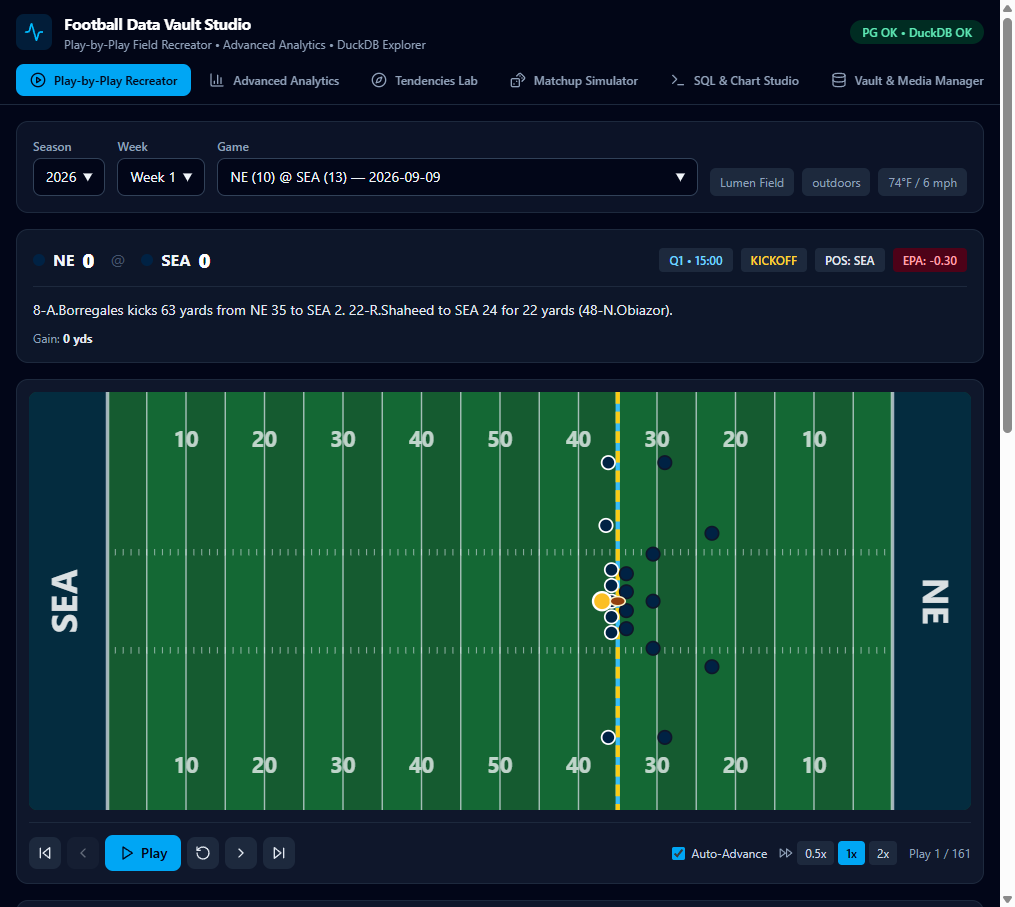 Football Data Vault Studio
Play-by-Play Field Recreator • Advanced Analytics • DuckDB Explorer
PG OK • DuckDB OK
Play-by-Play Recreator
Advanced Analytics
Tendencies Lab
Matchup Simulator
SQL & Chart Studio
Vault & Media Manager
Season
Week
Game
2026
Week 1
NE (10) @ SEA (13) — 2026-09-09
Lumen Field
outdoors
74°F / 6 mph
NE 0 @ SEA 0
Q1 • 15:00
KICKOFF
POS: SEA
EPA: -0.30
8-A.Borregales kicks 63 yards from NE 35 to SEA 2. 22-R.Shaheed to SEA 24 for 22 yards (48-N.Obiazor).
Gain: 0 yds
10 20 30 40 50 40 30 20 10
SEA
NE
10 20 30 40 50 40 30 20 10
Play
Auto-Advance
0.5x
1x
2x
Play 1 / 161